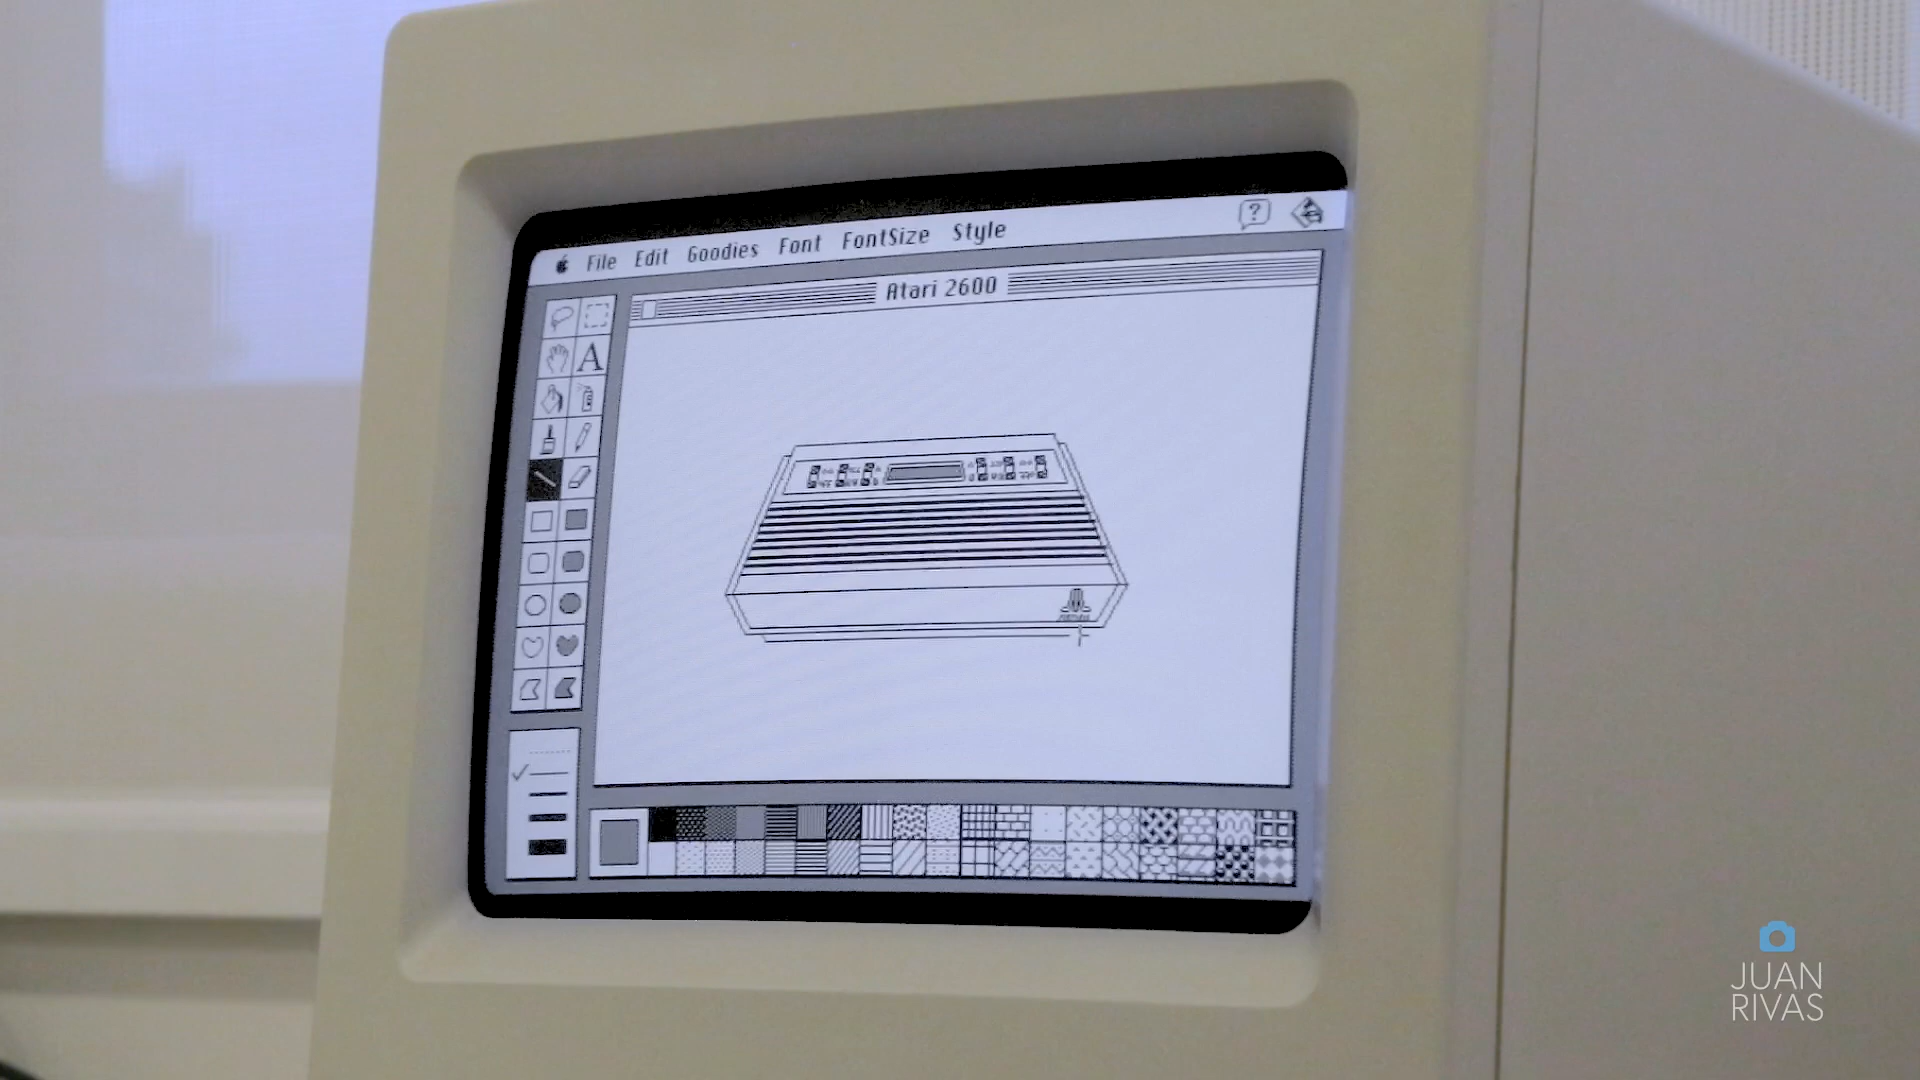 File Edit Goodies Font FontSize Style ?
Atari 2600
A
JUAN
RIVAS